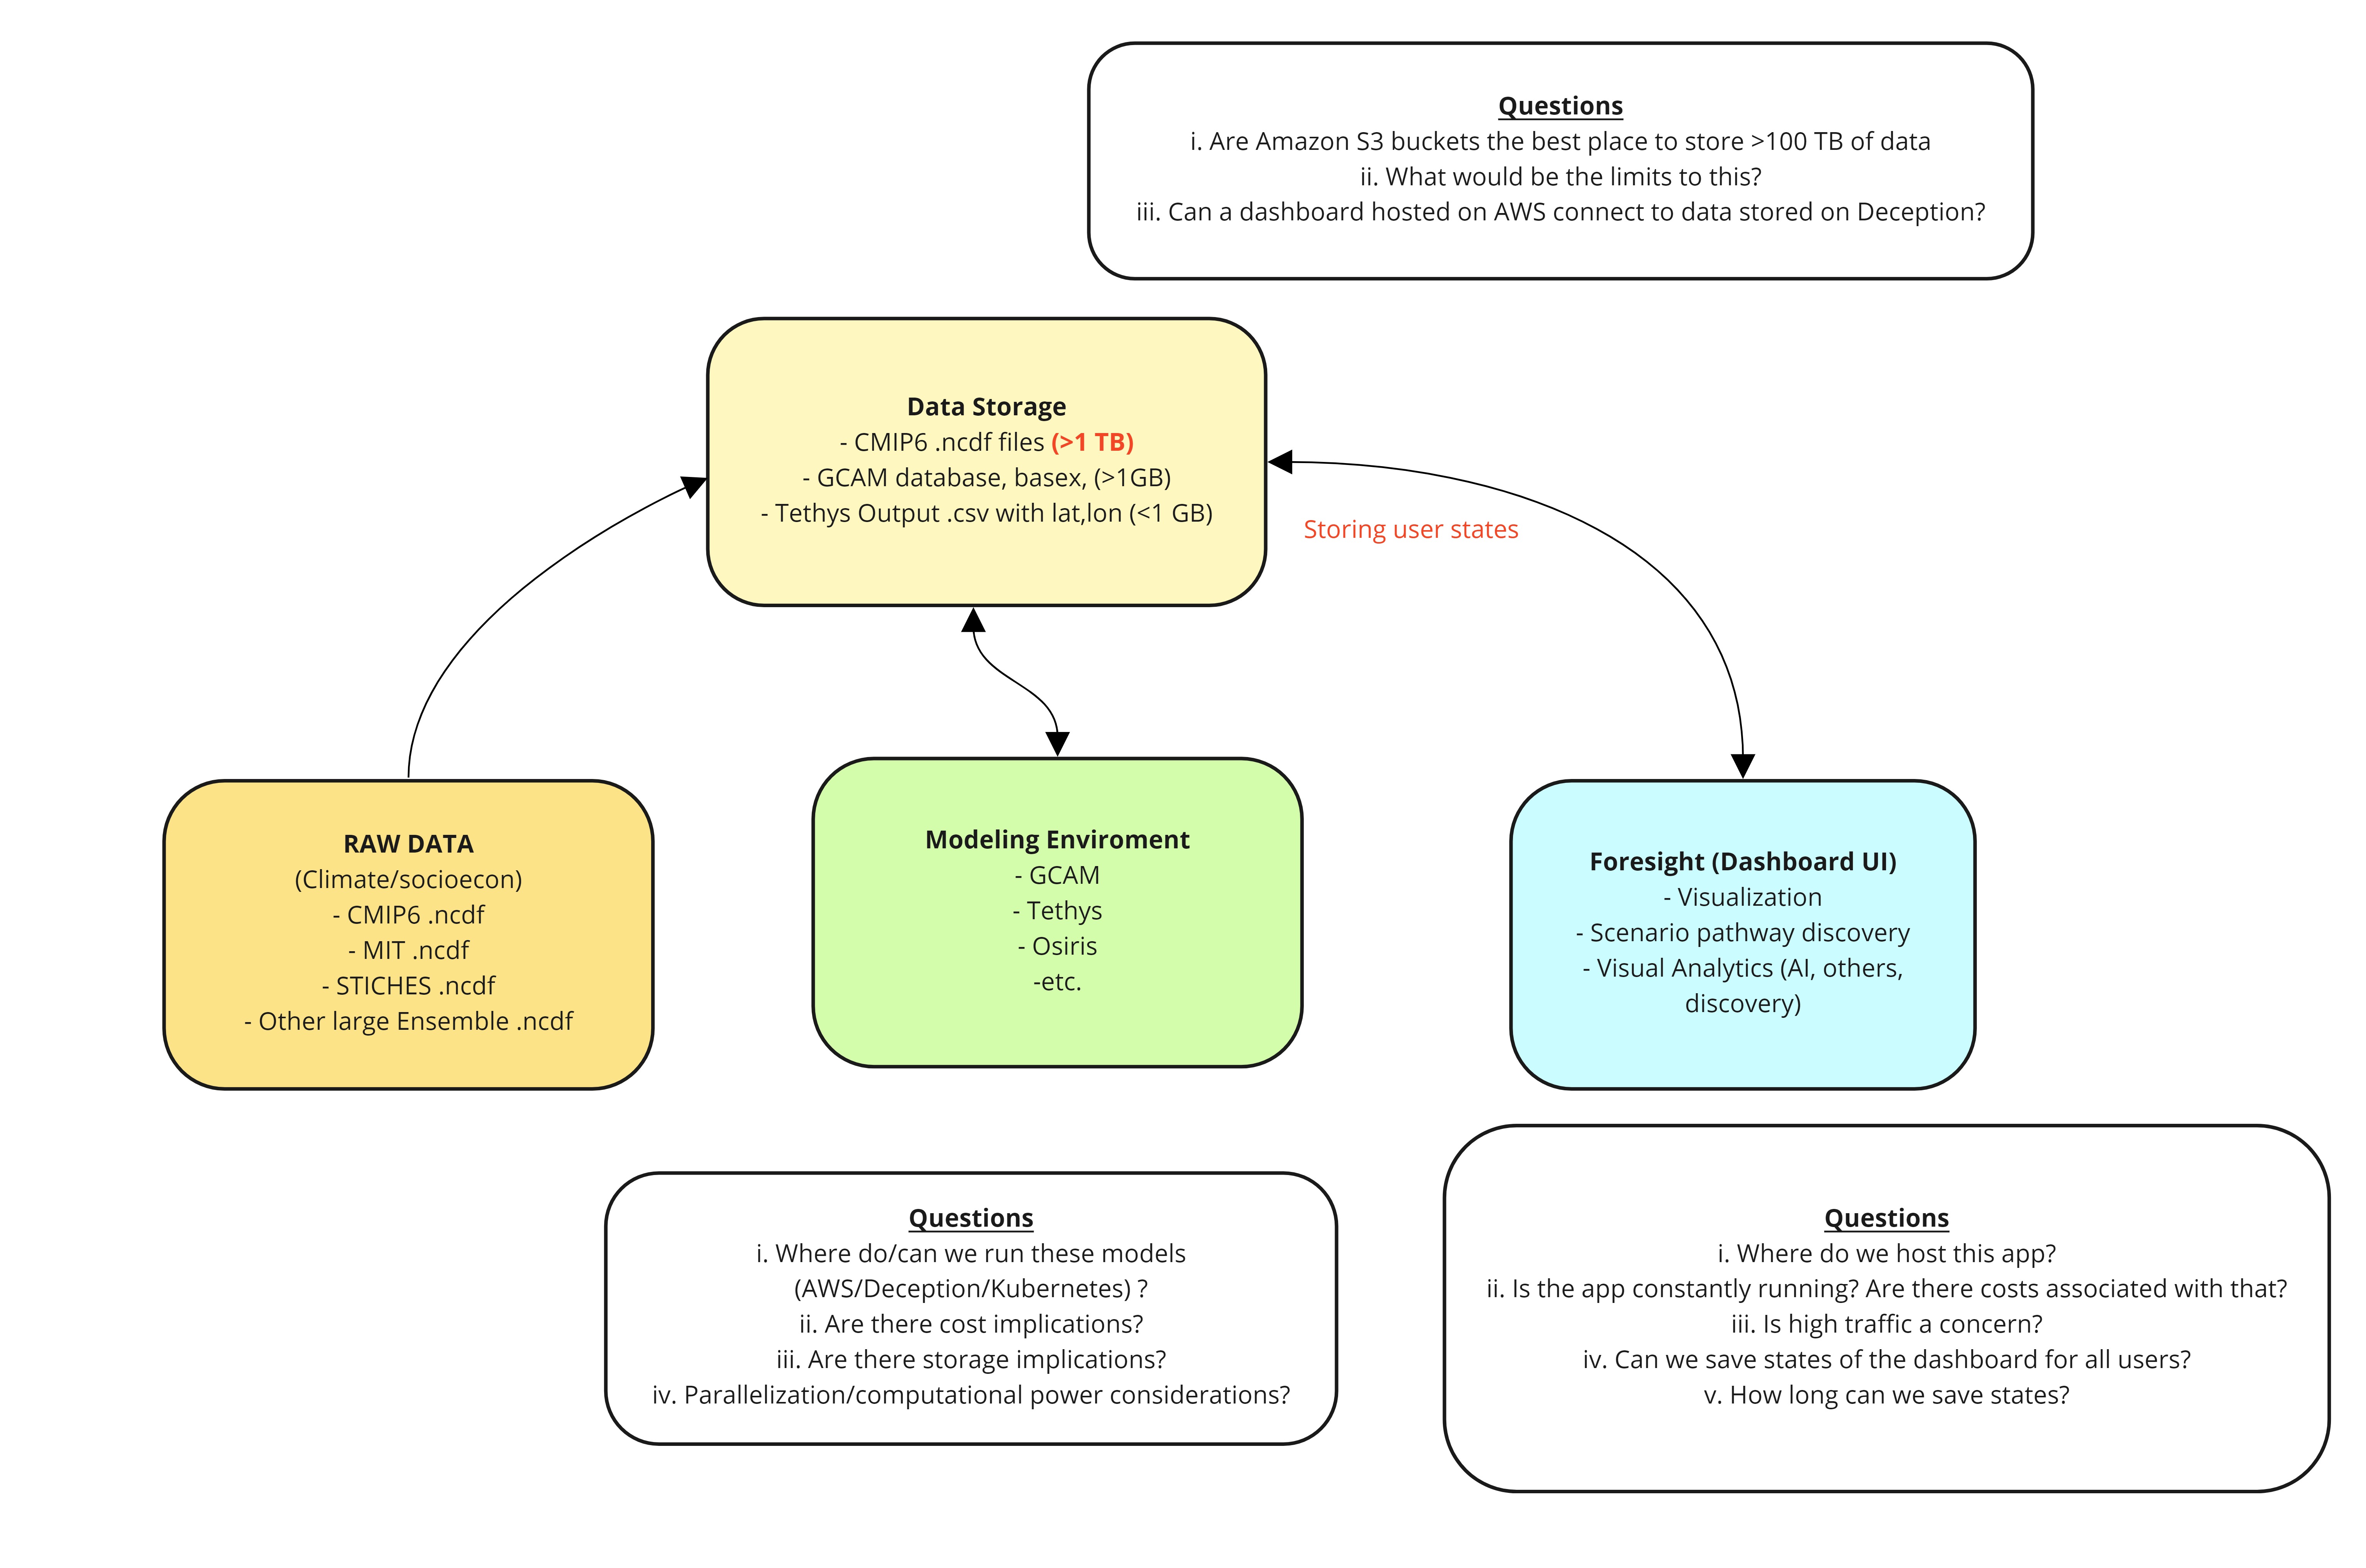 Questions
i. Are Amazon S3 buckets the best place to store >100 TB of data
ii. What would be the limits to this?
iii. Can a dashboard hosted on AWS connect to data stored on Deception?
Data Storage
- CMIP6 .ncdf files (>1 TB)
- GCAM database, basex, (>1GB)
- Tethys Output .csv with lat,lon (<1 GB)
Storing user states
RAW DATA
(Climate/socioecon)
- CMIP6 .ncdf
- MIT .ncdf
- STICHES .ncdf
- Other large Ensemble .ncdf
Modeling Enviroment
- GCAM
- Tethys
- Osiris
-etc.
Foresight (Dashboard UI)
- Visualization
- Scenario pathway discovery
- Visual Analytics (AI, others,
discovery)
Questions
i. Where do/can we run these models
(AWS/Deception/Kubernetes) ?
ii. Are there cost implications?
iii. Are there storage implications?
iv. Parallelization/computational power considerations?
Questions
i. Where do we host this app?
ii. Is the app constantly running? Are there costs associated with that?
iii. Is high traffic a concern?
iv. Can we save states of the dashboard for all users?
v. How long can we save states?